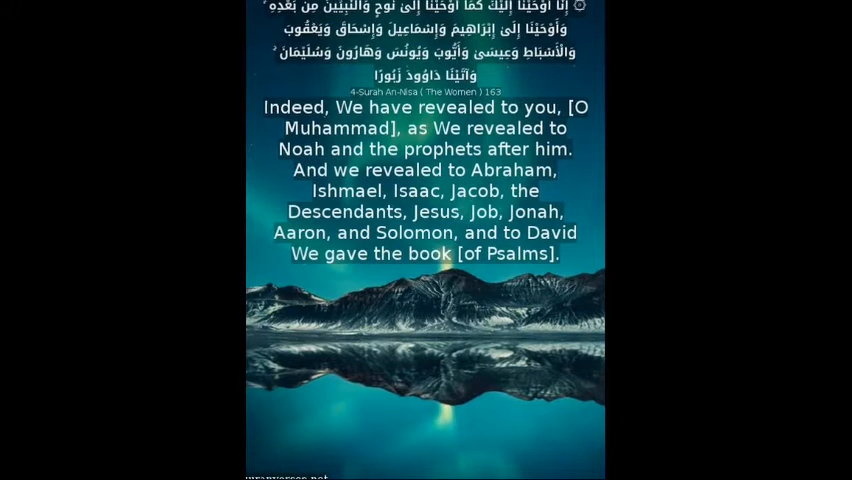 ۞ إِنَّا أَوْحَيْنَا إِلَيْكَ كَمَا أَوْحَيْنَا إِلَىٰ نُوحٍ وَالنَّبِيِّينَ مِن بَعْدِهِ ۚ
وَأَوْحَيْنَا إِلَىٰ إِبْرَاهِيمَ وَإِسْمَاعِيلَ وَإِسْحَاقَ وَيَعْقُوبَ
وَالْأَسْبَاطِ وَعِيسَىٰ وَأَيُّوبَ وَيُونُسَ وَهَارُونَ وَسُلَيْمَانَ ۚ
وَآتَيْنَا دَاوُودَ زَبُورًا
4-Surah An-Nisa ( The Women ) 163
Indeed, We have revealed to you, [O
Muhammad], as We revealed to
Noah and the prophets after him.
And we revealed to Abraham,
Ishmael, Isaac, Jacob, the
Descendants, Jesus, Job, Jonah,
Aaron, and Solomon, and to David
We gave the book [of Psalms].